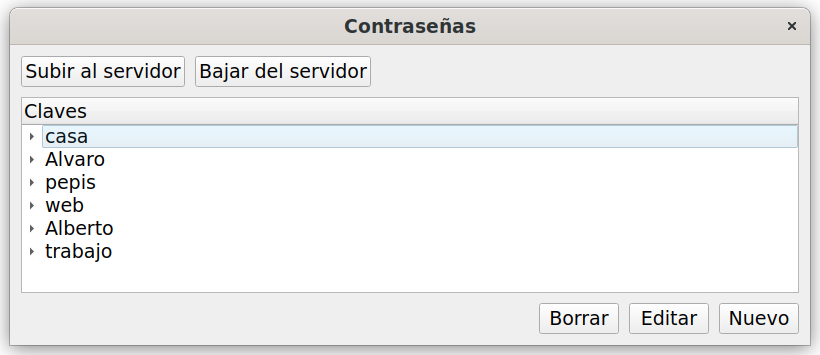 Contraseñas
Subir al servidor Bajar del servidor
Claves
casa
Alvaro
pepis
web
Alberto
trabajo
Borrar Editar Nuevo